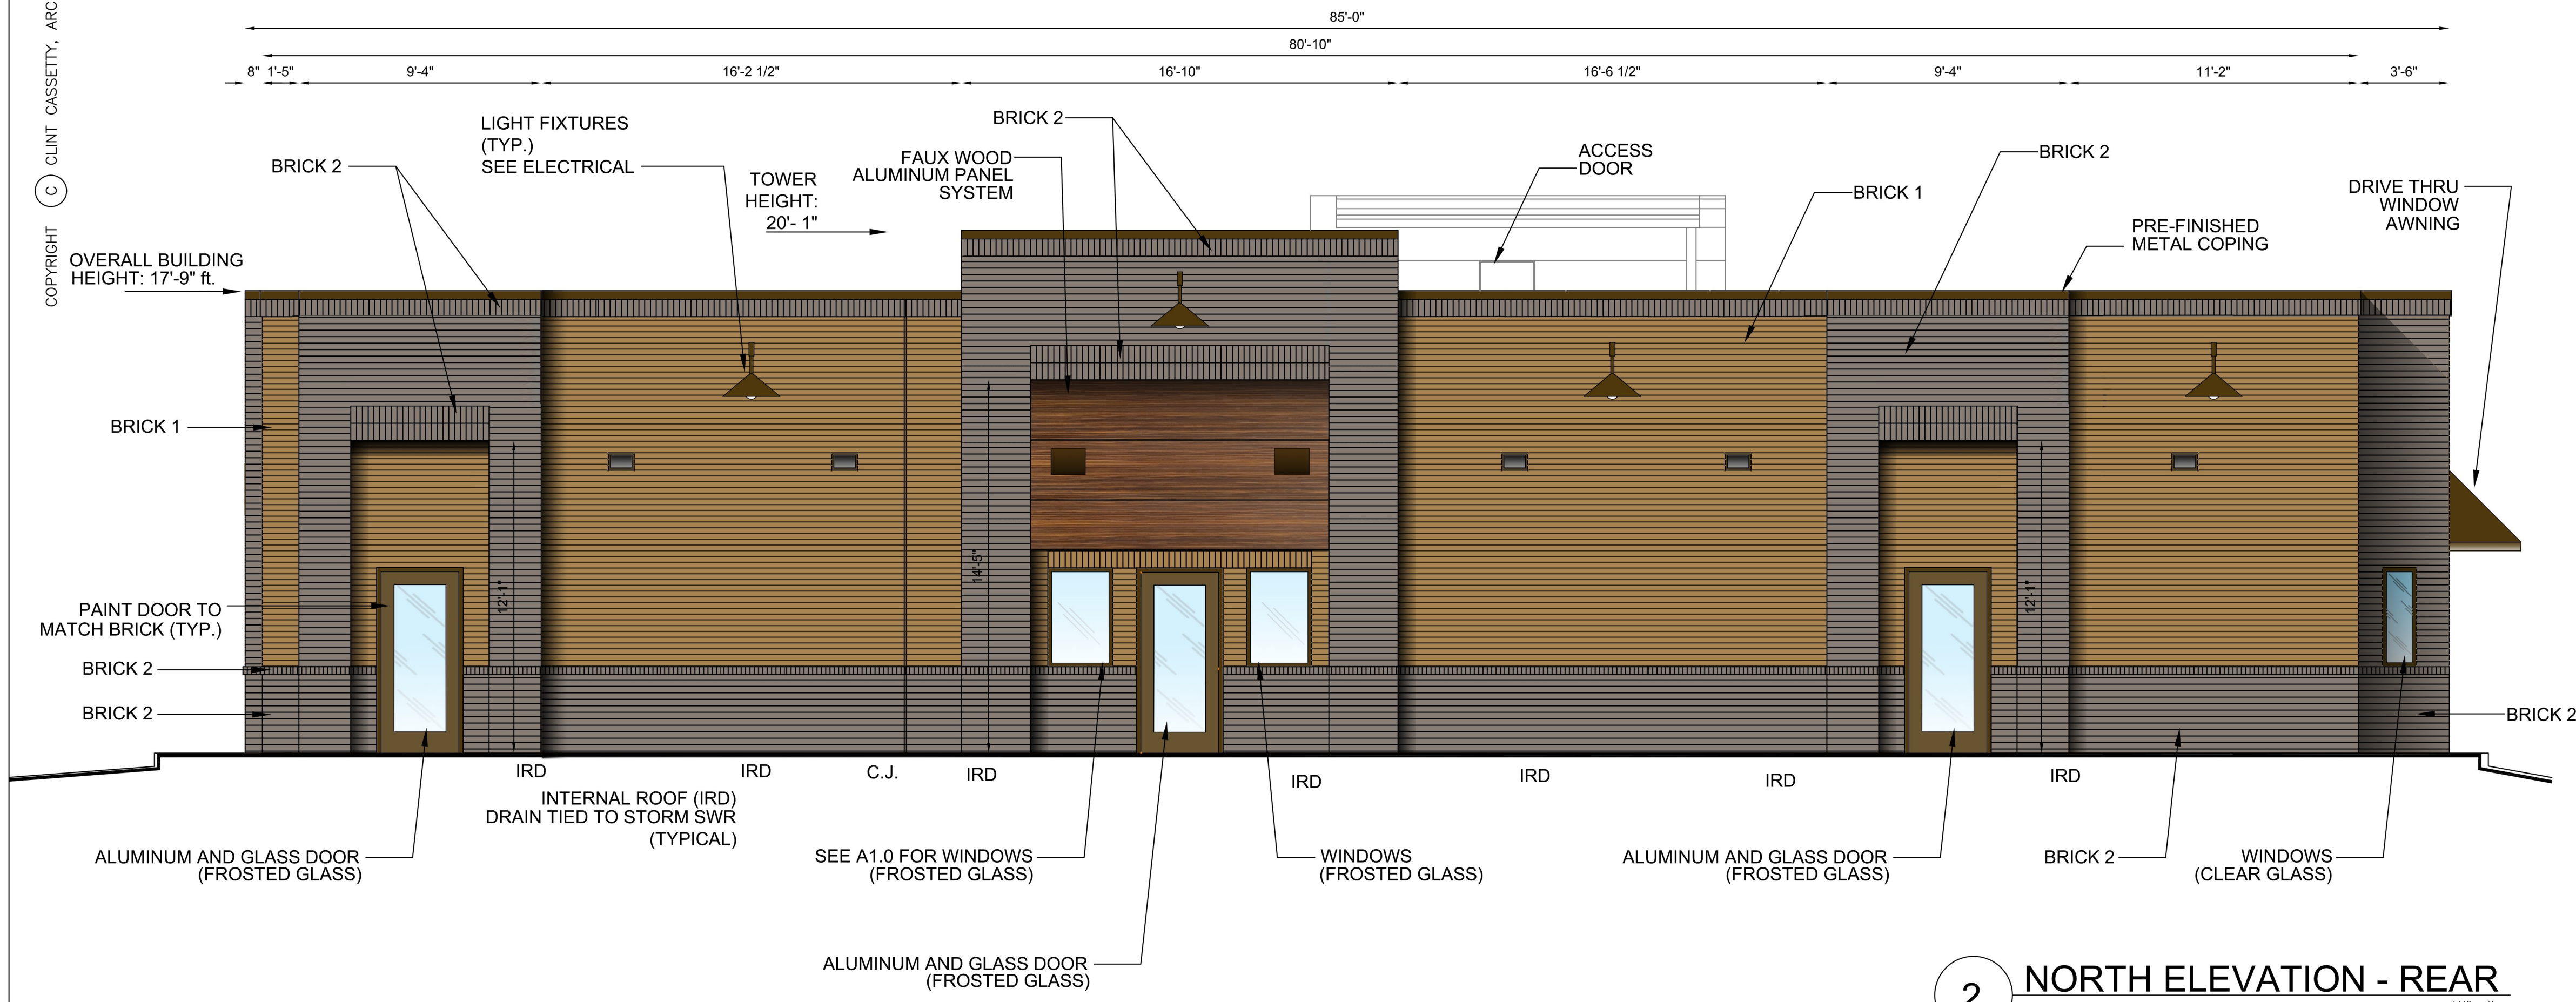 COPYRIGHT C CLINT CASSETTY, ARC
85'-0"
80'-10"
8" 1'-5" 9'-4" 16'-2 1/2" 16'-10" 16'-6 1/2" 9'-4" 11'-2" 3'-6"
BRICK 2
LIGHT FIXTURES
(TYP.)
SEE ELECTRICAL
TOWER
HEIGHT:
20'- 1"
BRICK 2
FAUX WOOD
ALUMINUM PANEL
SYSTEM
ACCESS
DOOR
BRICK 1
BRICK 2
PRE-FINISHED
METAL COPING
DRIVE THRU
WINDOW
AWNING
OVERALL BUILDING
HEIGHT: 17'-9" ft.
BRICK 1
12'-1"
14'-5"
12'-1"
PAINT DOOR TO
MATCH BRICK (TYP.)
BRICK 2
BRICK 2
BRICK 2
IRD IRD C.J. IRD IRD IRD IRD IRD
INTERNAL ROOF (IRD)
DRAIN TIED TO STORM SWR
(TYPICAL)
ALUMINUM AND GLASS DOOR
(FROSTED GLASS)
SEE A1.0 FOR WINDOWS
(FROSTED GLASS)
WINDOWS
(FROSTED GLASS)
ALUMINUM AND GLASS DOOR
(FROSTED GLASS)
BRICK 2
WINDOWS
(CLEAR GLASS)
ALUMINUM AND GLASS DOOR
(FROSTED GLASS)
2 NORTH ELEVATION - REAR